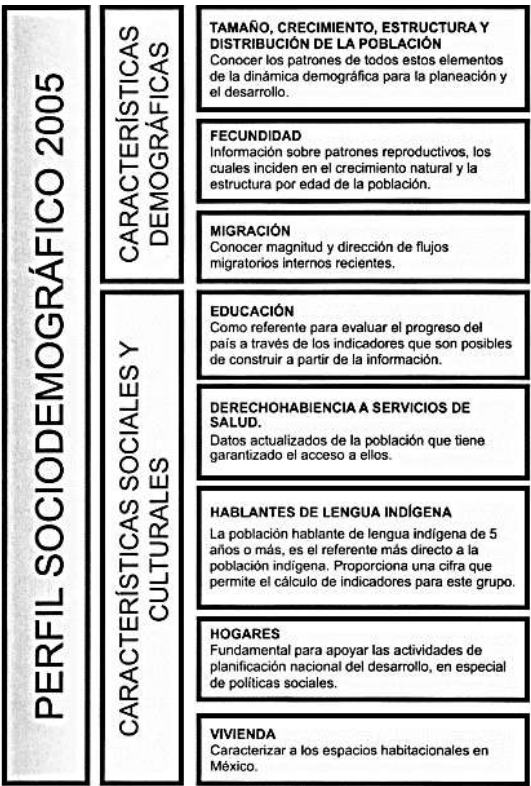 PERFIL SOCIODEMOGRÁFICO 2005
CARACTERÍSTICAS
DEMOGRÁFICAS
TAMAÑO, CRECIMIENTO, ESTRUCTURA Y
DISTRIBUCIÓN DE LA POBLACIÓN
Conocer los patrones de todos estos elementos
de la dinámica demográfica para la planeación y
el desarrollo.
FECUNDIDAD
Información sobre patrones reproductivos, los
cuales inciden en el crecimiento natural y la
estructura por edad de la población.
MIGRACIÓN
Conocer magnitud y dirección de flujos
migratorios internos recientes.
CARACTERÍSTICAS SOCIALES Y
CULTURALES
EDUCACIÓN
Como referente para evaluar el progreso del
país a través de los indicadores que son posibles
de construir a partir de la información.
DERECHOHABIENCIA A SERVICIOS DE
SALUD.
Datos actualizados de la población que tiene
garantizado el acceso a ellos.
HABLANTES DE LENGUA INDÍGENA
La población hablante de lengua indígena de 5
años o más, es el referente más directo a la
población indígena. Proporciona una cifra que
permite el cálculo de indicadores para este grupo.
HOGARES
Fundamental para apoyar las actividades de
planificación nacional del desarrollo, en especial
de políticas sociales.
VIVIENDA
Caracterizar a los espacios habitacionales en
México.